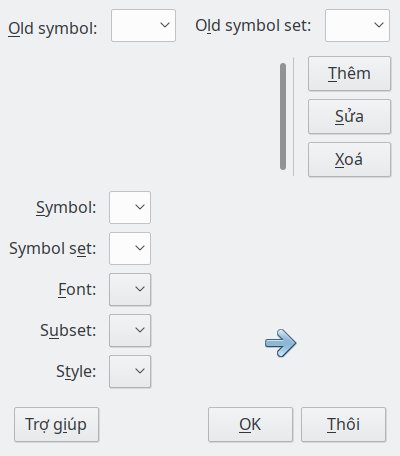 Old symbol:
Old symbol set:
Thêm
Sửa
Xoá
Symbol:
Symbol set:
Font:
Subset:
Style:
Trợ giúp
OK
Thôi